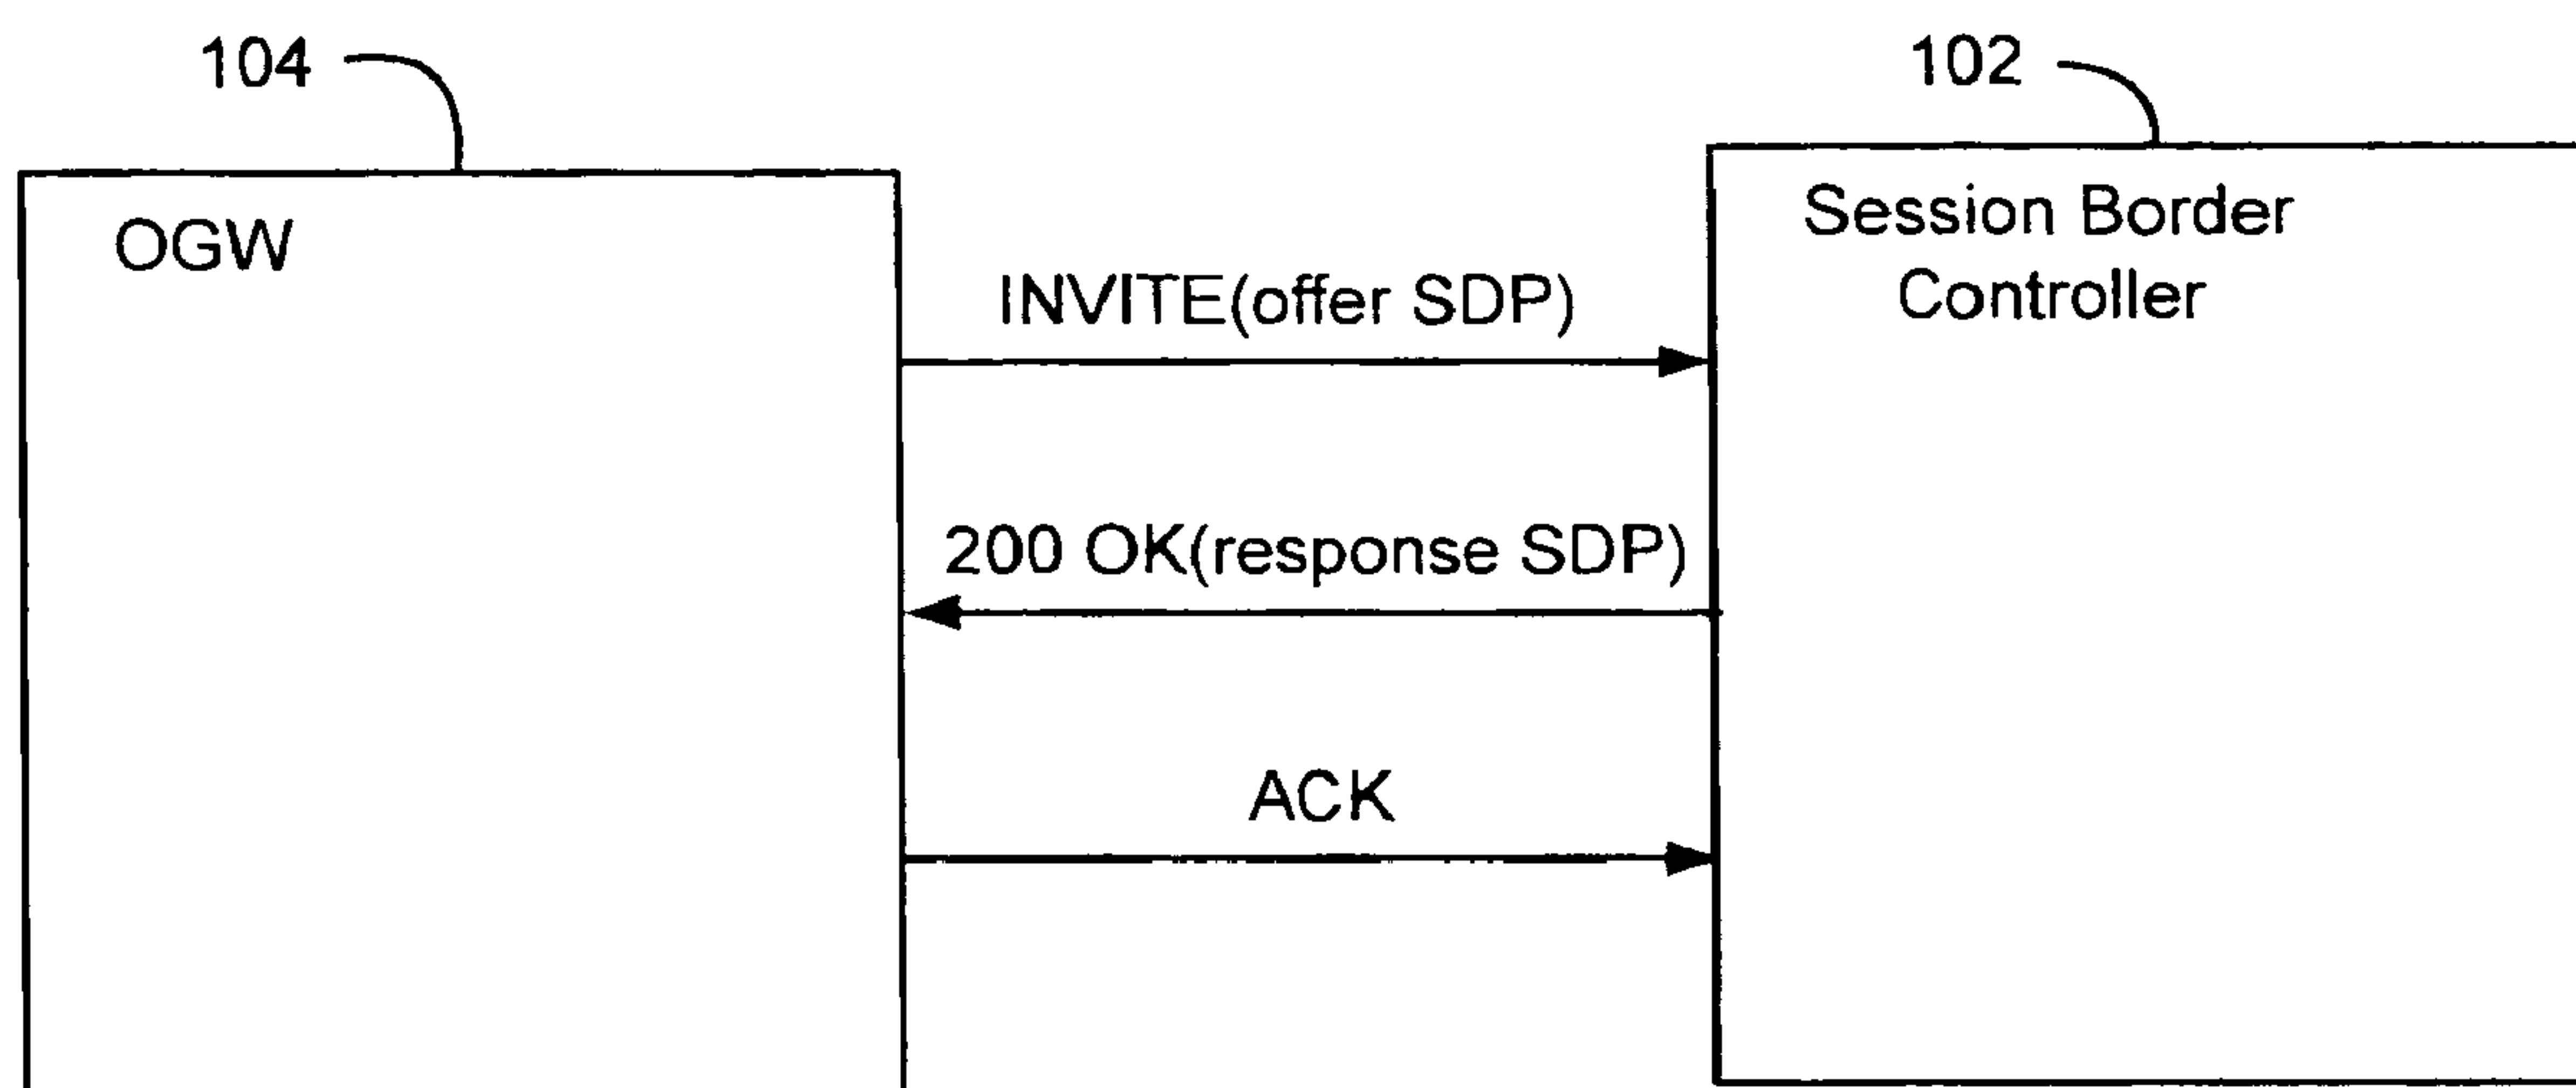 104
102
OGW
Session Border
Controller
INVITE(offer SDP)
200 OK(response SDP)
ACK